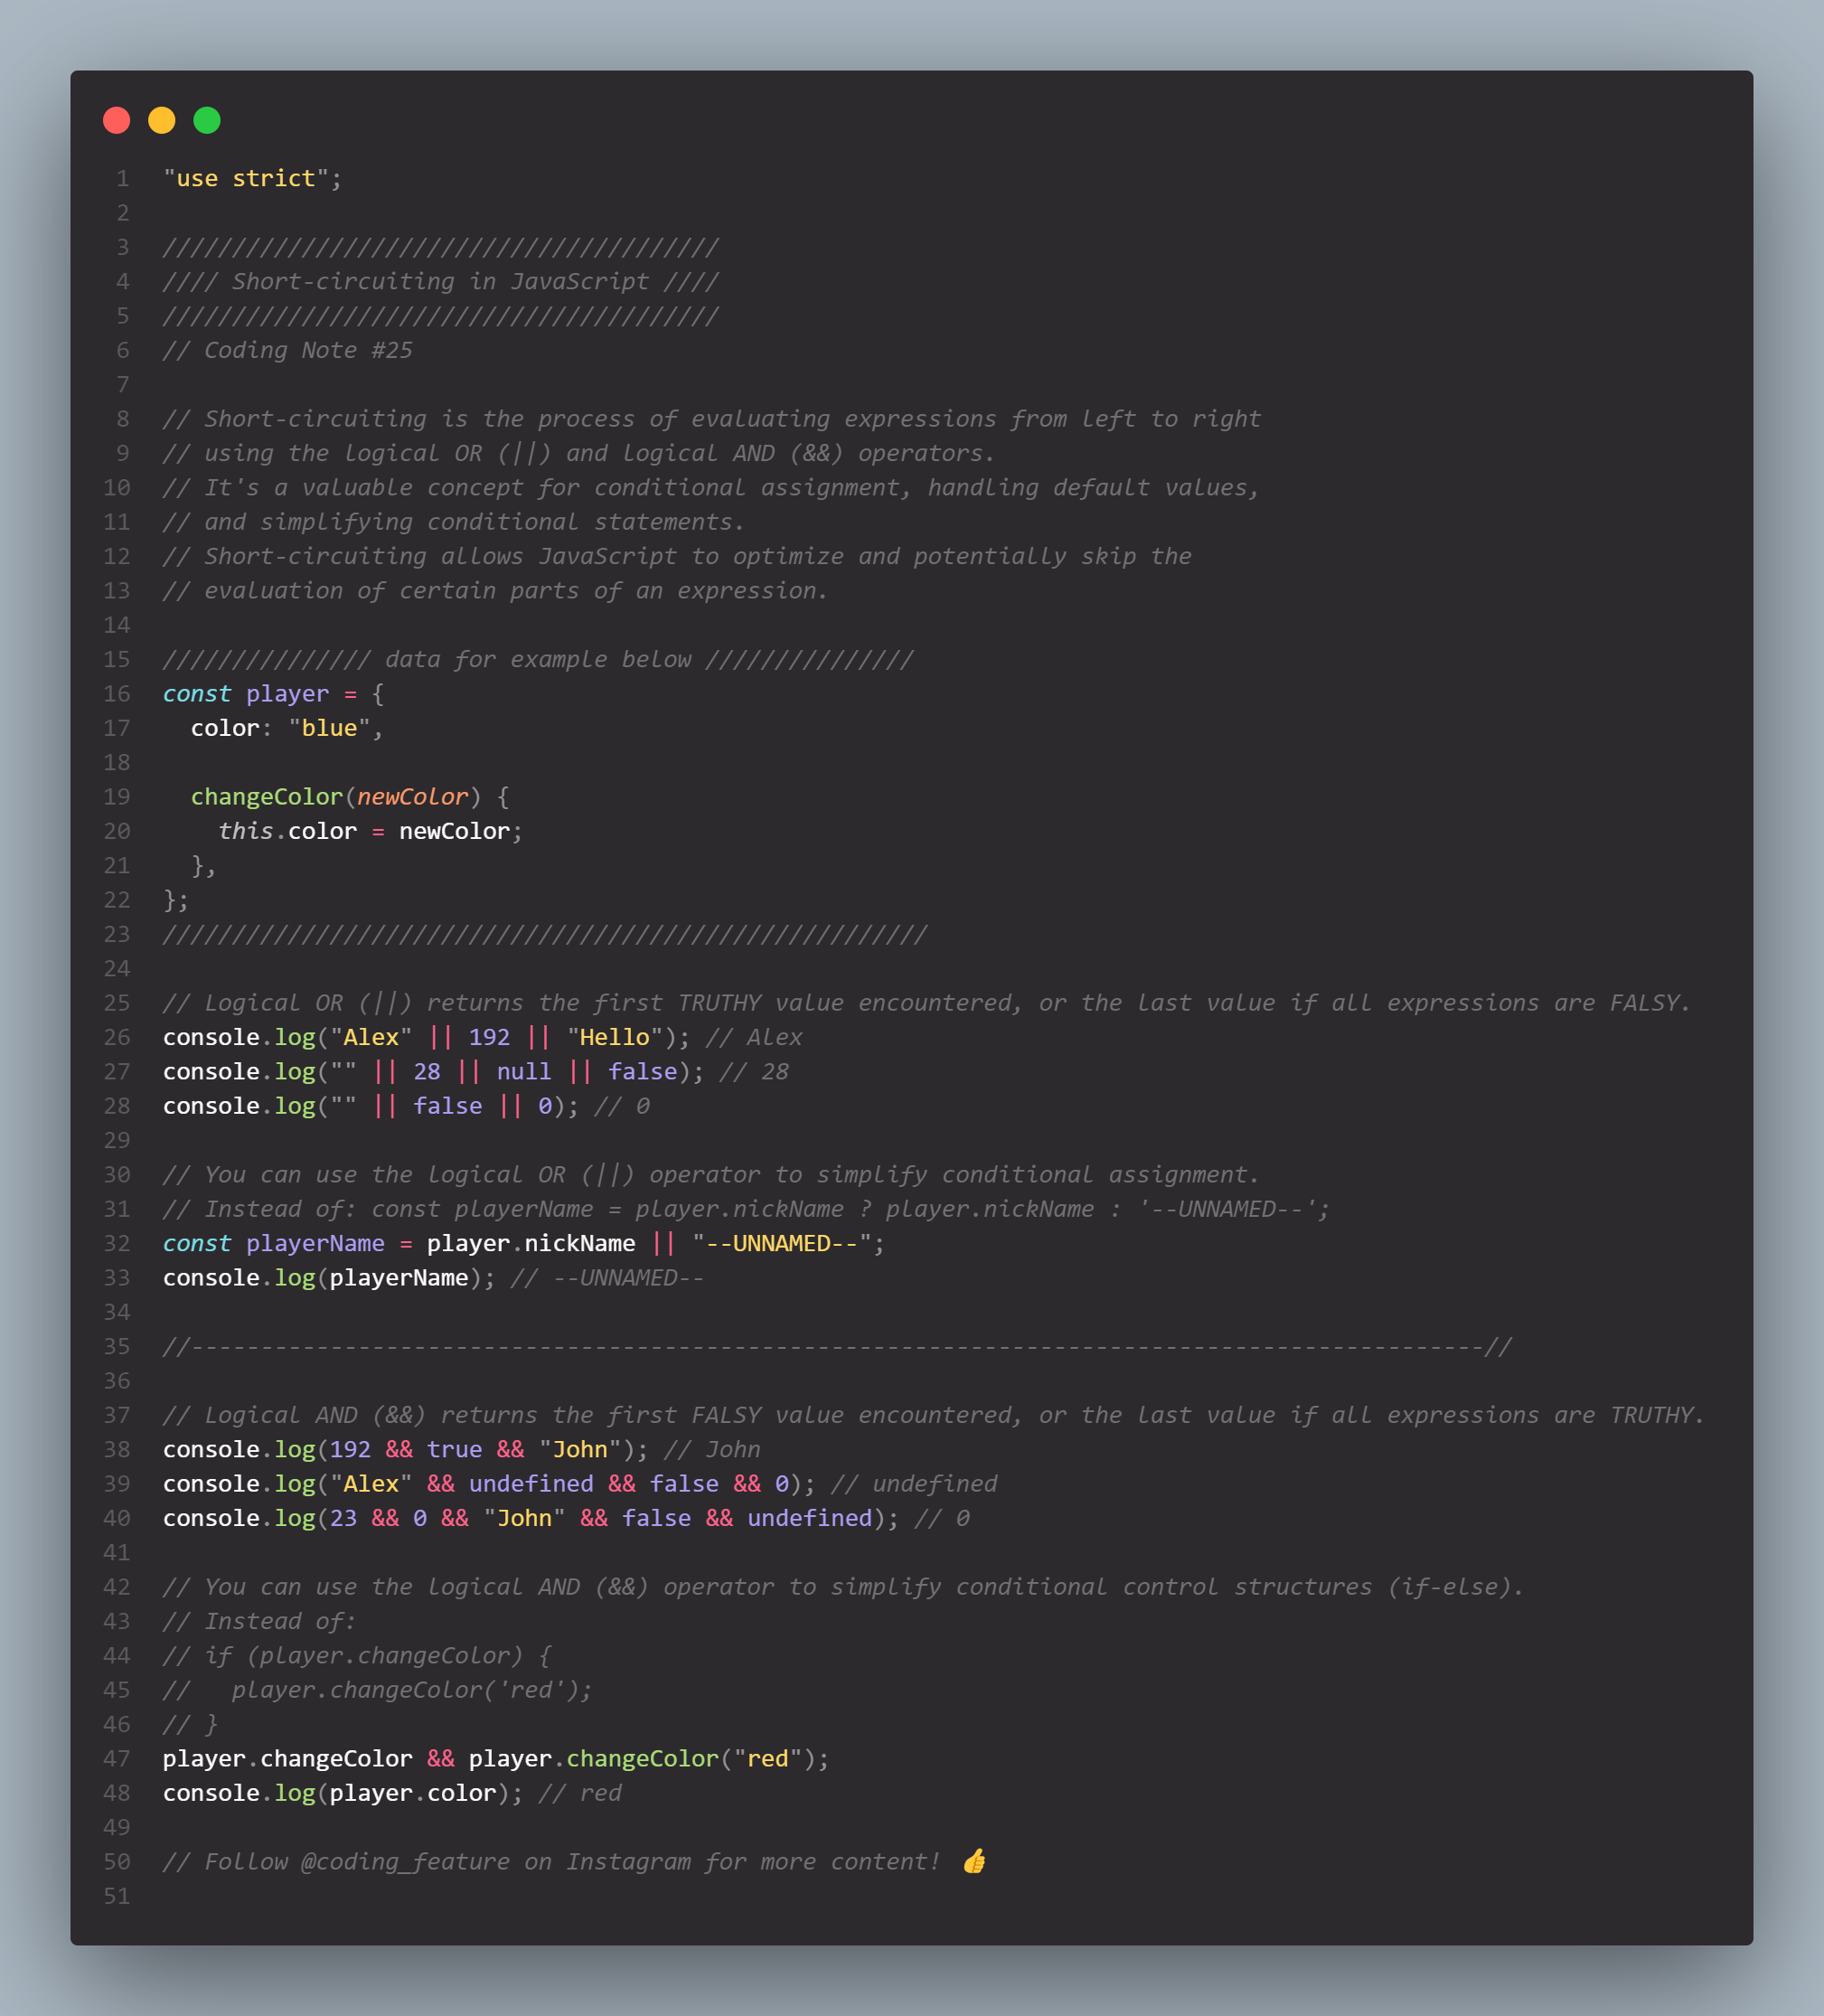 1 "use strict";
2
3 ////////////////////////////////////////
4 //// Short-circuiting in JavaScript ////
5 ////////////////////////////////////////
6 // Coding Note #25
7
8 // Short-circuiting is the process of evaluating expressions from left to right
9 // using the logical OR (||) and logical AND (&&) operators.
10 // It's a valuable concept for conditional assignment, handling default values,
11 // and simplifying conditional statements.
12 // Short-circuiting allows JavaScript to optimize and potentially skip the
13 // evaluation of certain parts of an expression.
14
15 /////////////// data for example below ///////////////
16 const player = {
17   color: "blue",
18
19   changeColor(newColor) {
20     this.color = newColor;
21   },
22 };
23 ///////////////////////////////////////////////////////
24
25 // Logical OR (||) returns the first TRUTHY value encountered, or the last value if all expressions are FALSY.
26 console.log("Alex" || 192 || "Hello"); // Alex
27 console.log("" || 28 || null || false); // 28
28 console.log("" || false || 0); // 0
29
30 // You can use the logical OR (||) operator to simplify conditional assignment.
31 // Instead of: const playerName = player.nickName ? player.nickName : '--UNNAMED--';
32 const playerName = player.nickName || "--UNNAMED--";
33 console.log(playerName); // --UNNAMED--
34
35 //---------------------------------------------------------------------------------------------//
36
37 // Logical AND (&&) returns the first FALSY value encountered, or the last value if all expressions are TRUTHY.
38 console.log(192 && true && "John"); // John
39 console.log("Alex" && undefined && false && 0); // undefined
40 console.log(23 && 0 && "John" && false && undefined); // 0
41
42 // You can use the logical AND (&&) operator to simplify conditional control structures (if-else).
43 // Instead of:
44 // if (player.changeColor) {
45 //   player.changeColor('red');
46 // }
47 player.changeColor && player.changeColor("red");
48 console.log(player.color); // red
49
50 // Follow @coding_feature on Instagram for more content! 👍
51